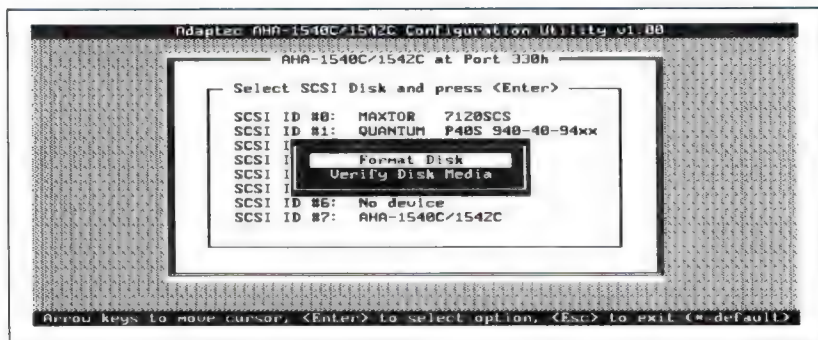 Adaptec AHA-1540C/1542C Configuration Utility v1.00
AHA-1540C/1542C at Port 330h
Select SCSI Disk and press <Enter>
SCSI ID #0: MAXTOR 7120SCS
SCSI ID #1: QUANTUM P40S 940-40-94xx
SCSI I
SCSI I
SCSI I
SCSI I
Format Disk
Verify Disk Media
SCSI ID #6: No device
SCSI ID #7: AHA-1540C/1542C
Arrow keys to move cursor, <Enter> to select option, <Esc> to exit (*=default)